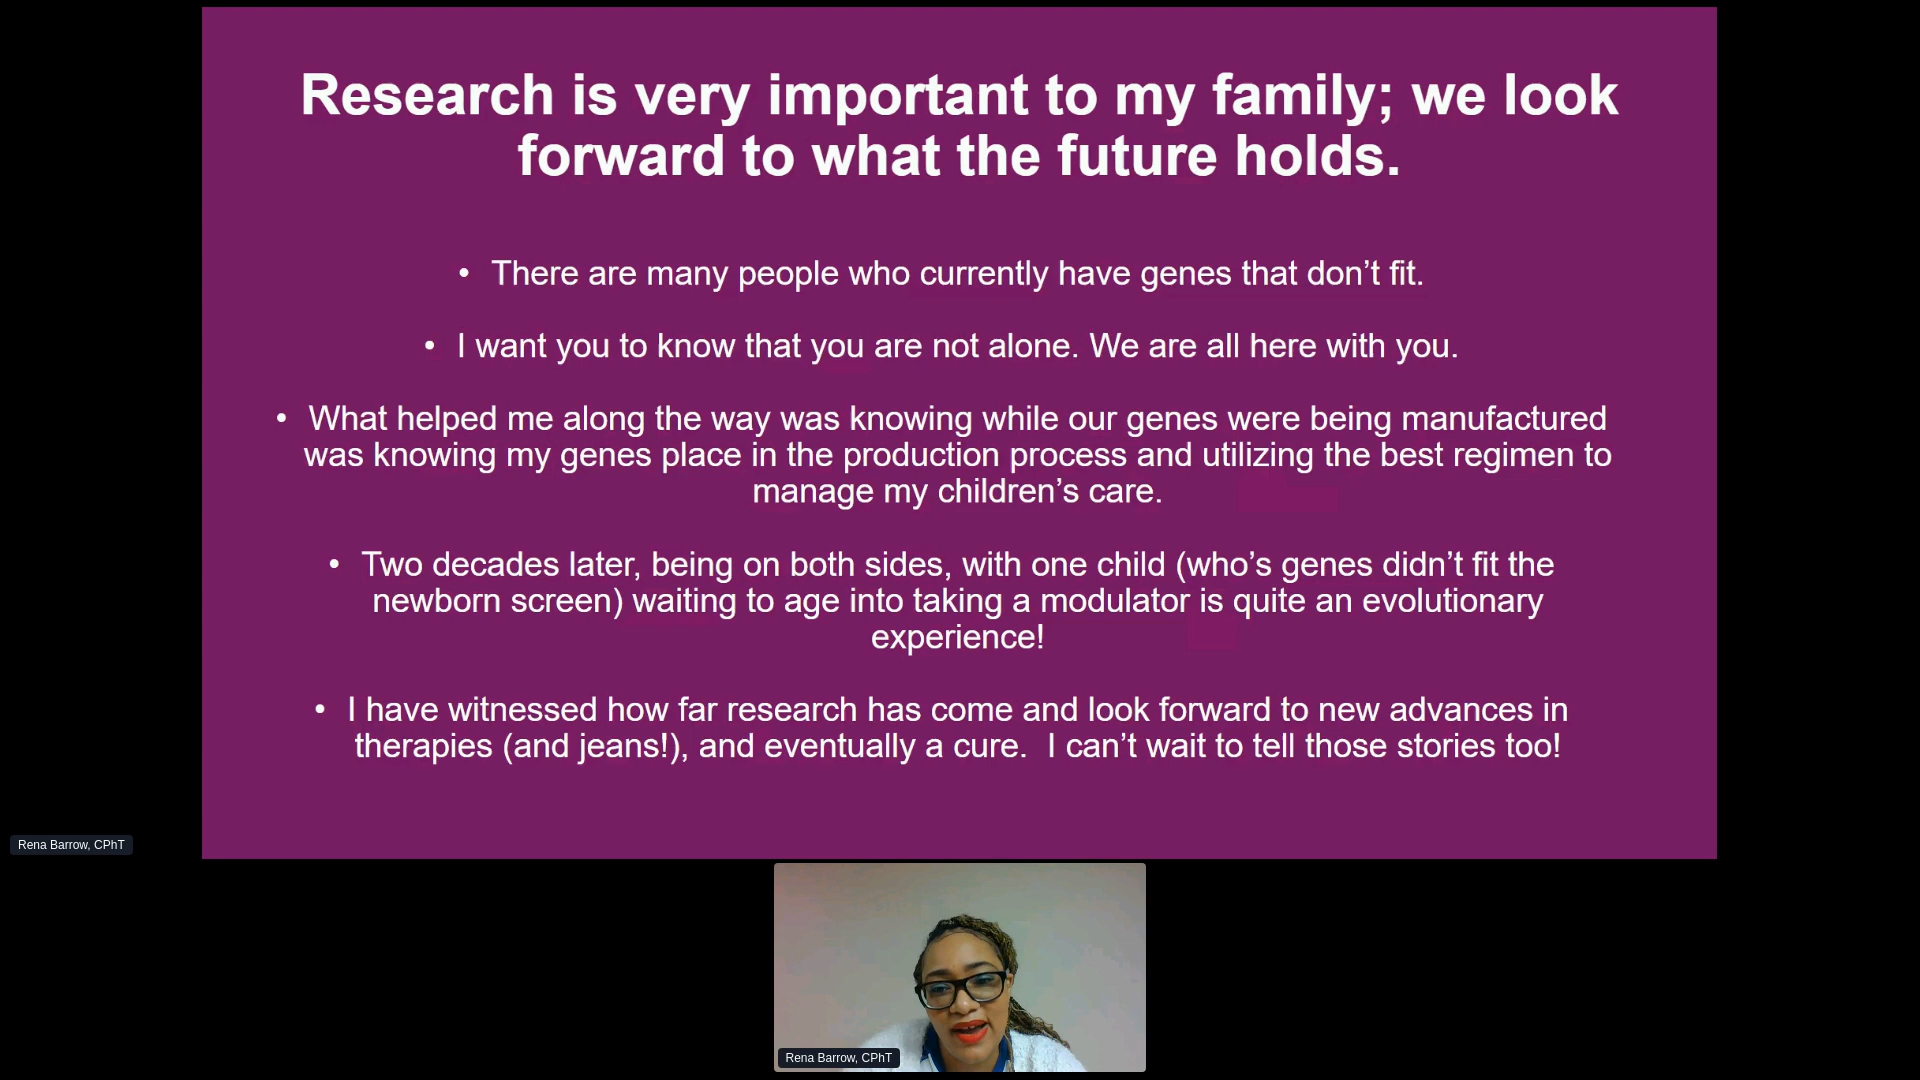 Research is very important to my family; we look
forward to what the future holds.
• There are many people who currently have genes that don’t fit.
• I want you to know that you are not alone. We are all here with you.
• What helped me along the way was knowing while our genes were being manufactured
was knowing my genes place in the production process and utilizing the best regimen to
manage my children’s care.
• Two decades later, being on both sides, with one child (who’s genes didn’t fit the
newborn screen) waiting to age into taking a modulator is quite an evolutionary
experience!
• I have witnessed how far research has come and look forward to new advances in
therapies (and jeans!), and eventually a cure.  I can’t wait to tell those stories too!
Rena Barrow, CPhT
Rena Barrow, CPhT